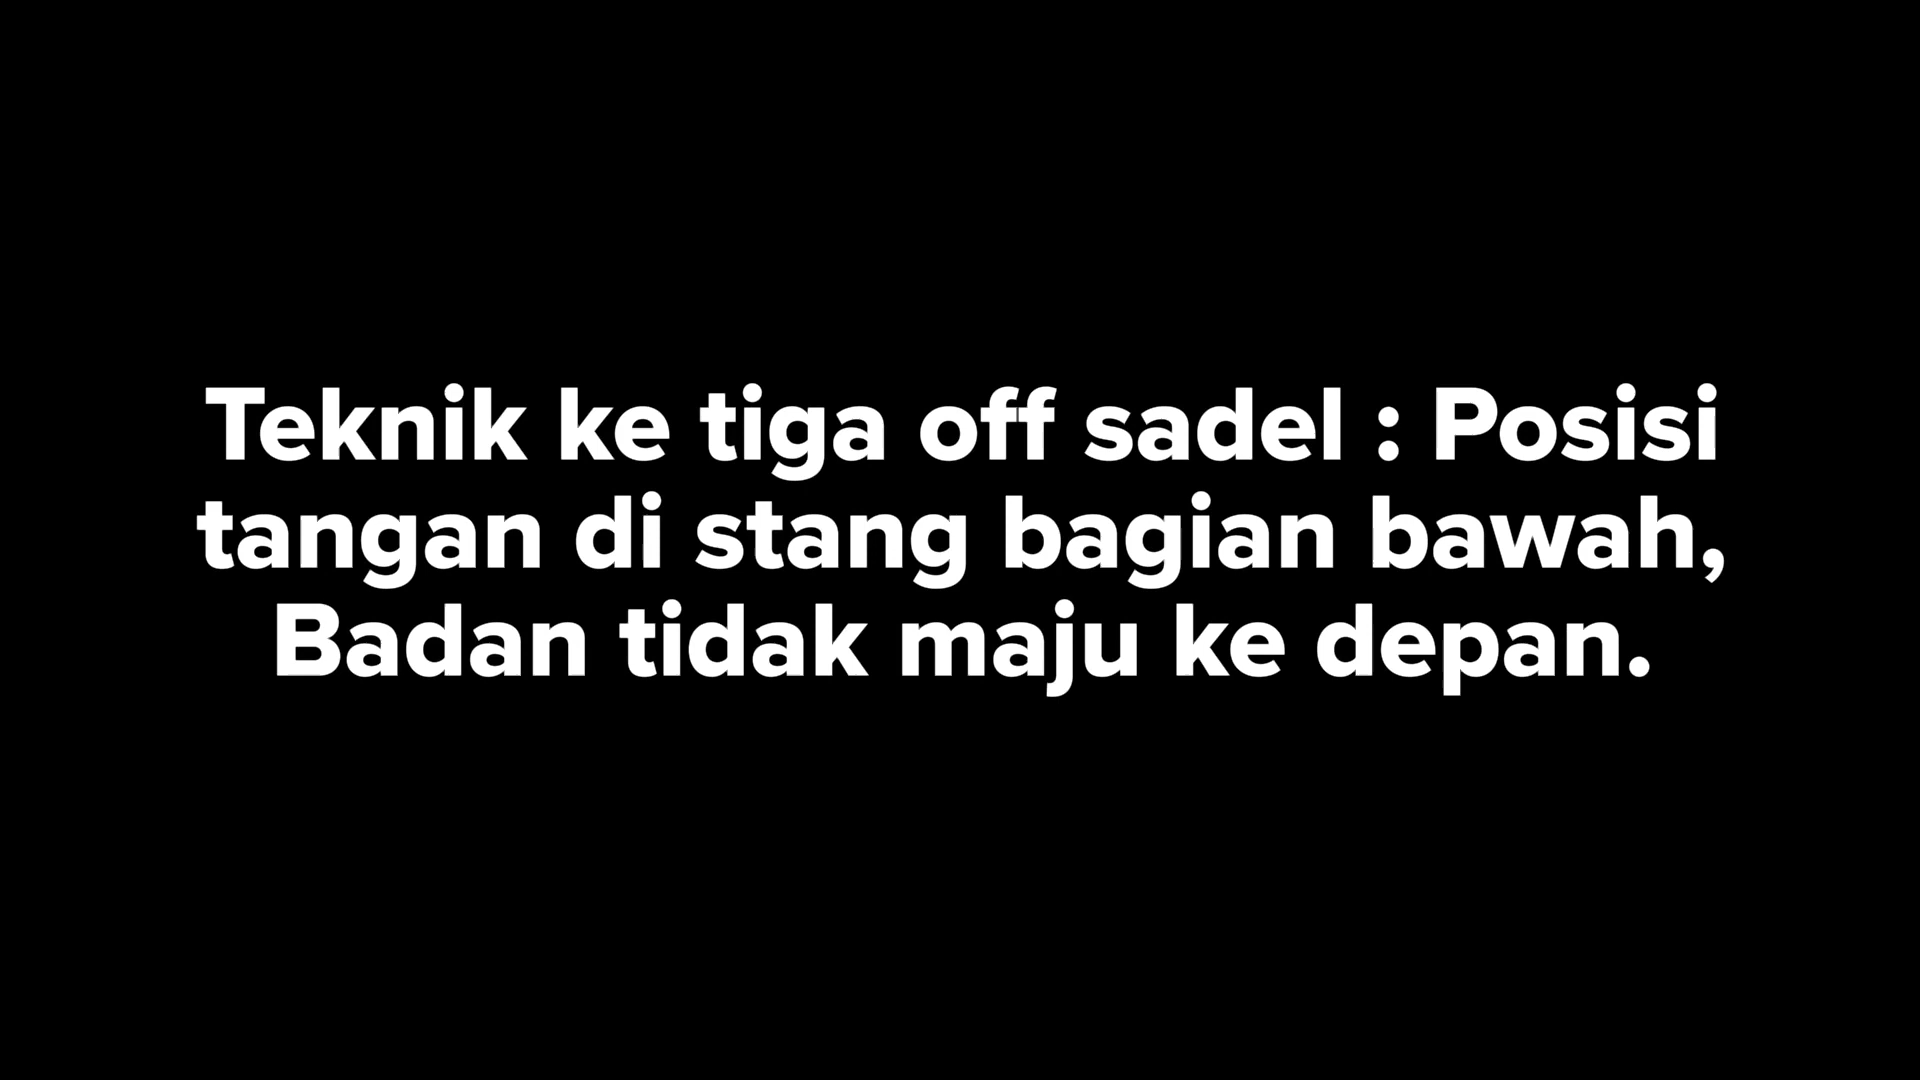 Teknik ke tiga off sadel : Posisi
tangan di stang bagian bawah,
Badan tidak maju ke depan.